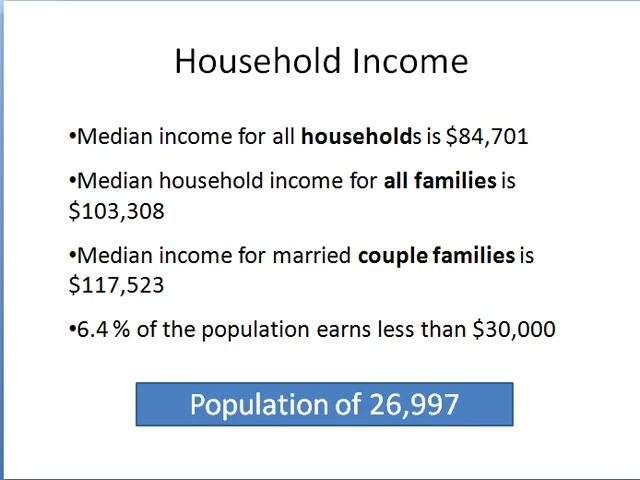 Household Income
•Median income for all households is $84,701
•Median household income for all families is
$103,308
•Median income for married couple families is
$117,523
•6.4 % of the population earns less than $30,000
Population of 26,997